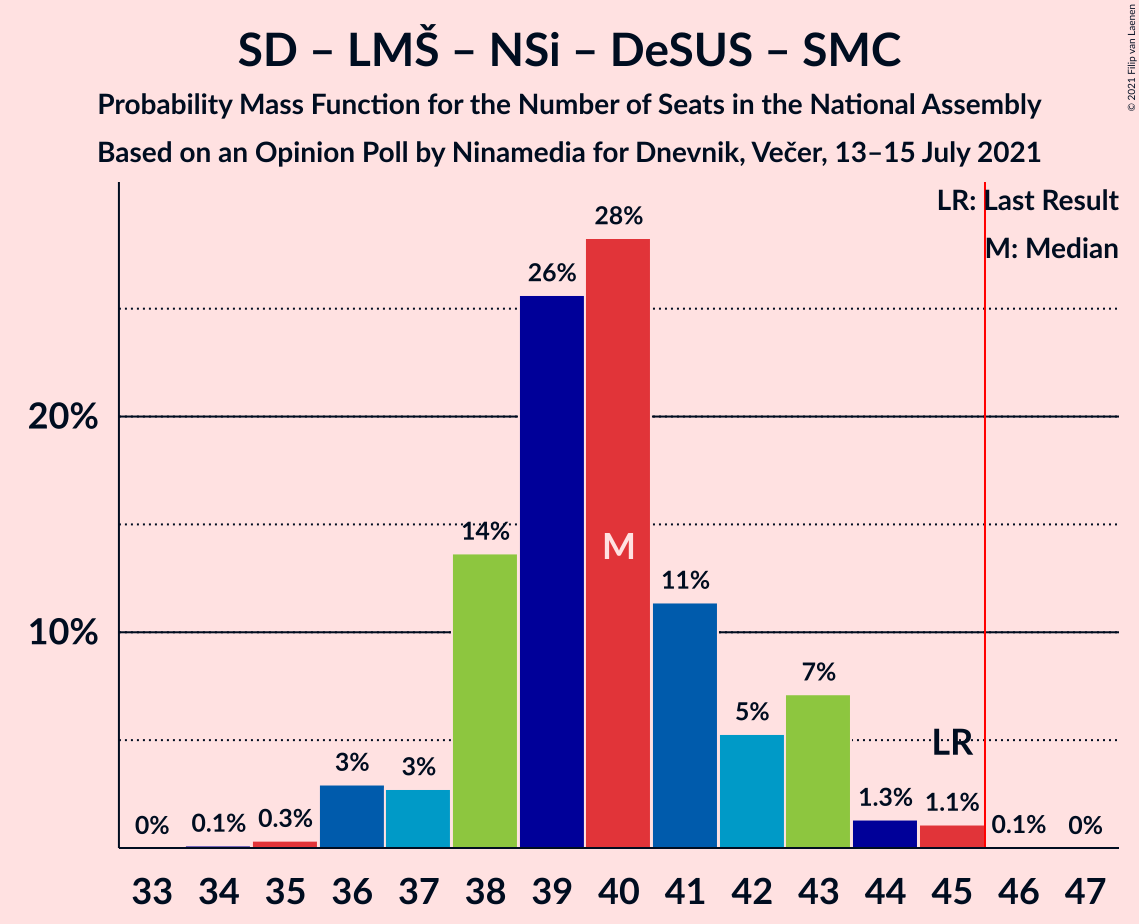 SD – LMŠ – NSi – DeSUS – SMC
Probability Mass Function for the Number of Seats in the National Assembly
Based on an Opinion Poll by Ninamedia for Dnevnik, Večer, 13–15 July 2021
© 2021 Filip van Laenen
LR: Last Result
M: Median
28%
26%
20%
14%
M
11%
10%
7%
5%
LR
3%
3%
1.3%
1.1%
0.3%
0.1%
0%
0.1%
0%
33 34 35 36 37 38 39 40 41 42 43 44 45 46 47